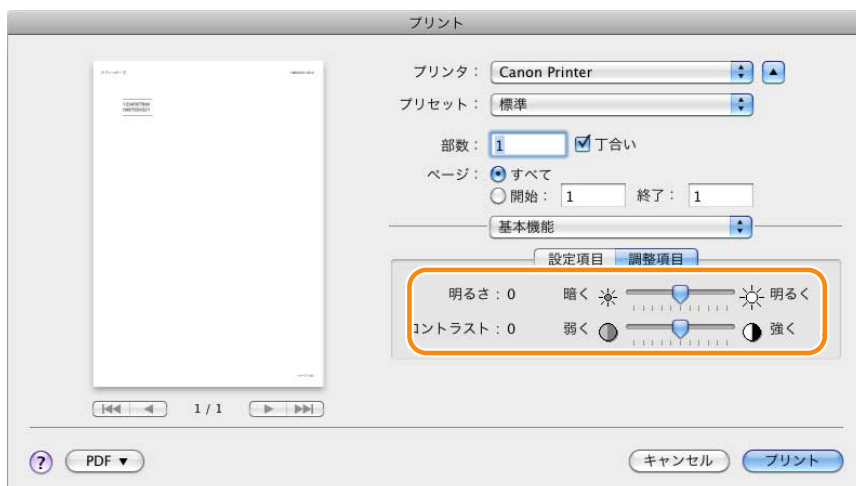 プリント
プリンタ： Canon Printer
プリセット： 標準
部数： 1 丁合い
ページ： すべて
開始： 1 終了： 1
基本機能
設定項目 調整項目
明るさ：0 暗く 明るく
コントラスト：0 弱く 強く
1 / 1
? PDF ▼ キャンセル プリント